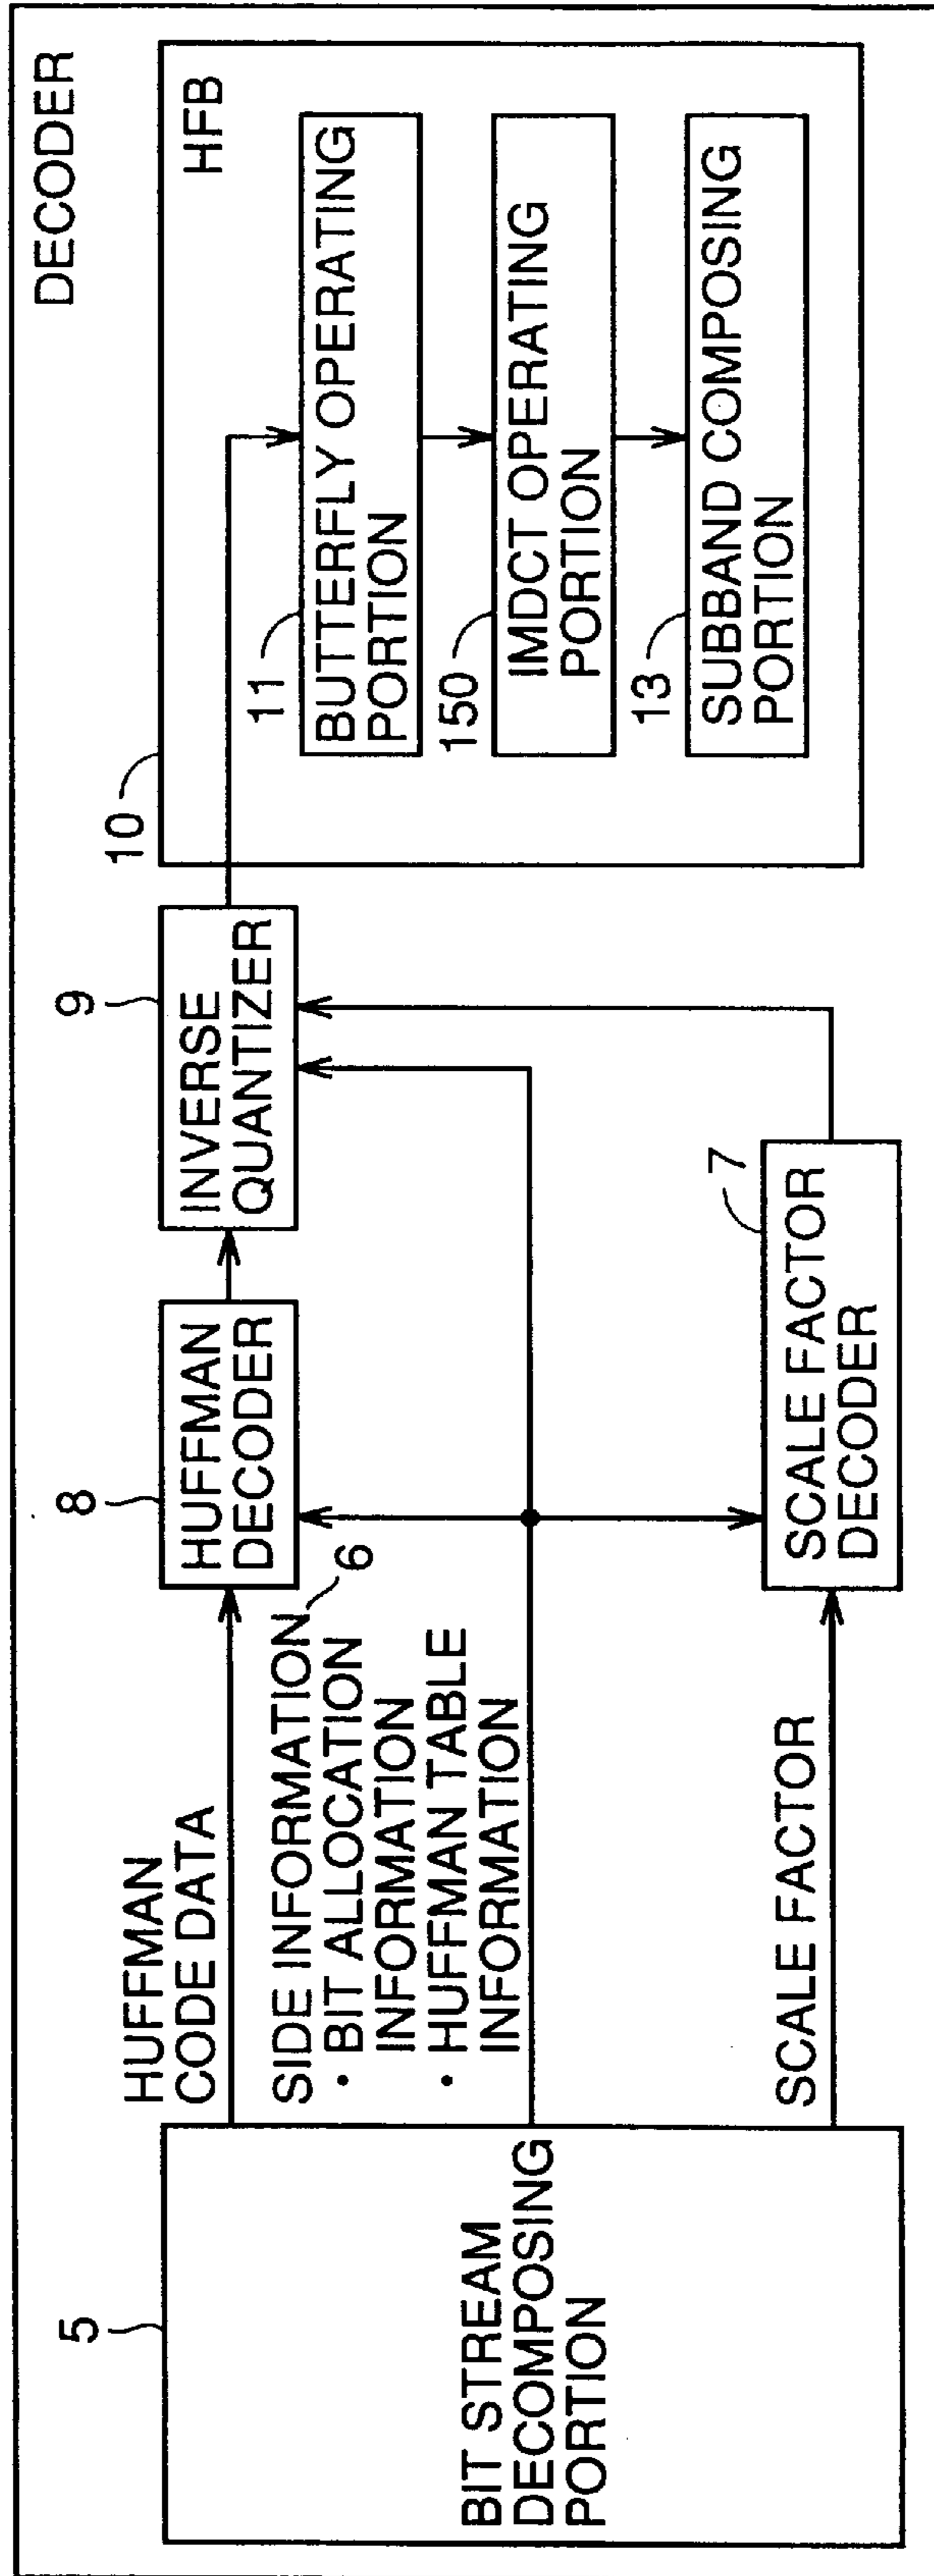 DECODER
5
BIT STREAM
DECOMPOSING
PORTION
HUFFMAN
CODE DATA
SIDE INFORMATION
6
• BIT ALLOCATION
INFORMATION
• HUFFMAN TABLE
INFORMATION
SCALE FACTOR
8
HUFFMAN
DECODER
7
SCALE FACTOR
DECODER
9
INVERSE
QUANTIZER
10
HFB
11
BUTTERFLY OPERATING
PORTION
150
IMDCT OPERATING
PORTION
13
SUBBAND COMPOSING
PORTION